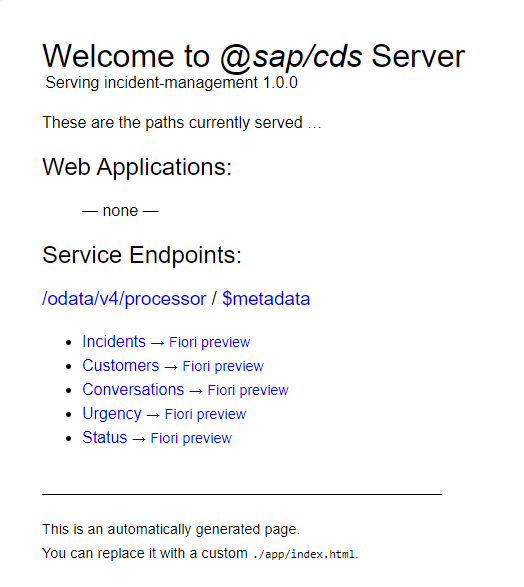 Welcome to @sap/cds Server
Serving incident-management 1.0.0
These are the paths currently served …
Web Applications:
— none —
Service Endpoints:
/odata/v4/processor / $metadata
• Incidents → Fiori preview
• Customers → Fiori preview
• Conversations → Fiori preview
• Urgency → Fiori preview
• Status → Fiori preview
This is an automatically generated page.
You can replace it with a custom ./app/index.html.